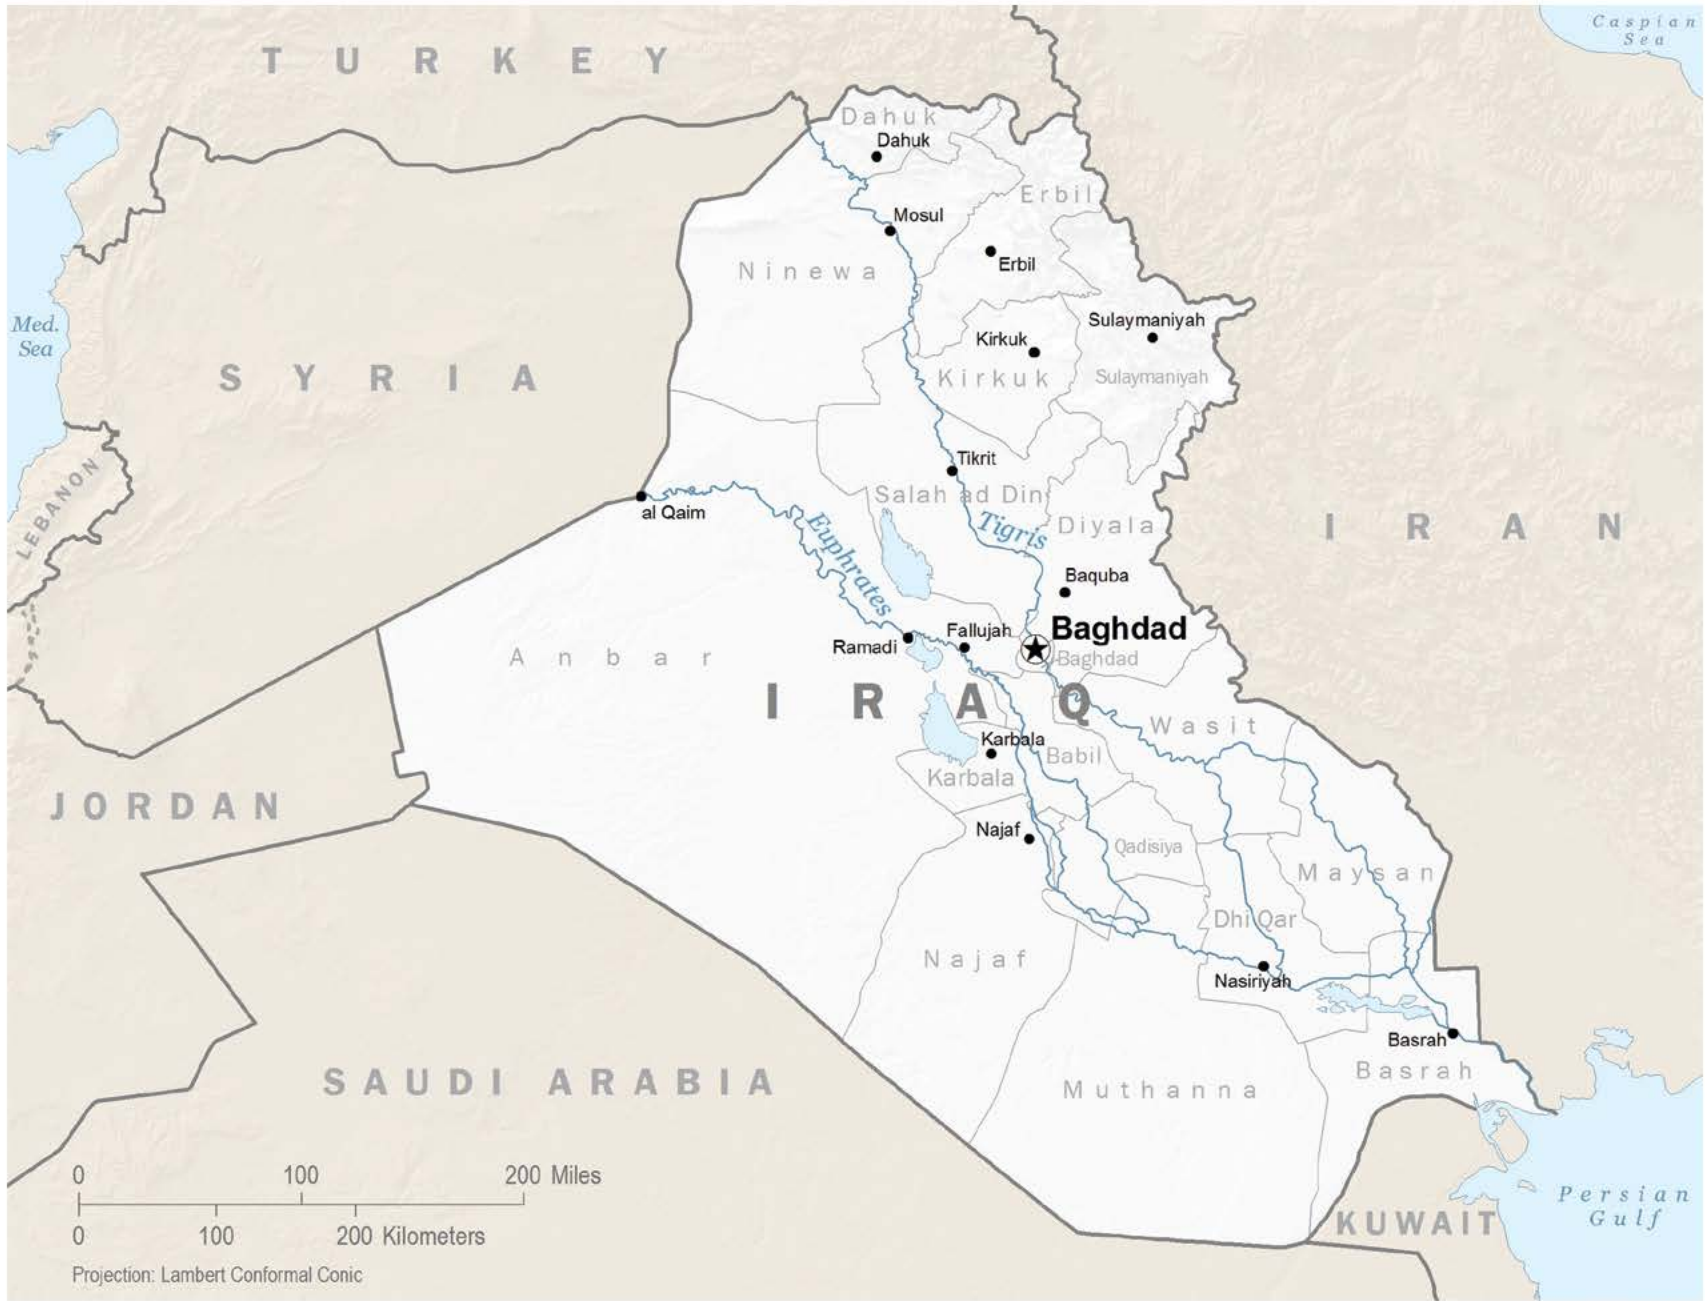 Caspian
Sea
TURKEY
Dahuk
Dahuk
Erbil
Mosul
Erbil
Ninewa
Sulaymaniyah
Med.
Sea
Kirkuk
SYRIA
Kirkuk
Sulaymaniyah
Tikrit
LEBANON
Salah ad Din
al Qaim
Euphrates
Tigris
Diyala
IRAN
Baquba
Baghdad
Fallujah
Ramadi
Baghdad
Anbar
IRAQ
Wasit
Karbala
Babil
Karbala
JORDAN
Najaf
Qadisiya
Maysan
Dhi Qar
Najaf
Nasiriyah
Basrah
Basrah
SAUDI ARABIA
Muthanna
0 100 200 Miles
0 100 200 Kilometers
Projection: Lambert Conformal Conic
KUWAIT
Persian
Gulf